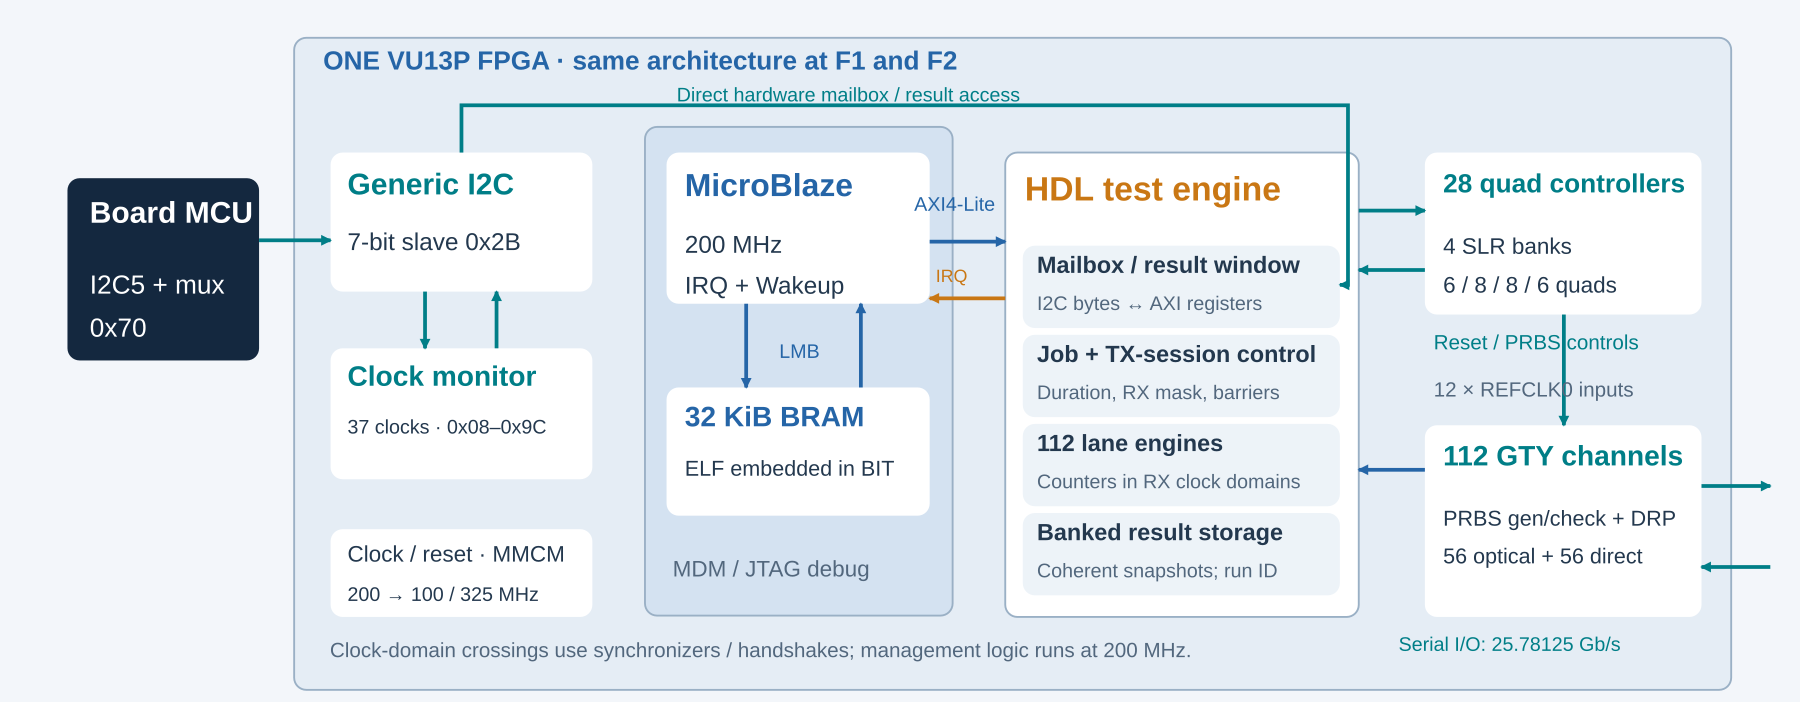 ONE VU13P FPGA · same architecture at F1 and F2
Direct hardware mailbox / result access
Board MCU
I2C5 + mux
0x70
Generic I2C
7-bit slave 0x2B
Clock monitor
37 clocks · 0x08–0x9C
Clock / reset · MMCM
200 → 100 / 325 MHz
MicroBlaze
200 MHz
IRQ + Wakeup
LMB
32 KiB BRAM
ELF embedded in BIT
MDM / JTAG debug
AXI4-Lite
IRQ
HDL test engine
Mailbox / result window
I2C bytes ↔ AXI registers
Job + TX-session control
Duration, RX mask, barriers
112 lane engines
Counters in RX clock domains
Banked result storage
Coherent snapshots; run ID
28 quad controllers
4 SLR banks
6 / 8 / 8 / 6 quads
Reset / PRBS controls
12 × REFCLK0 inputs
112 GTY channels
PRBS gen/check + DRP
56 optical + 56 direct
Serial I/O: 25.78125 Gb/s
Clock-domain crossings use synchronizers / handshakes; management logic runs at 200 MHz.